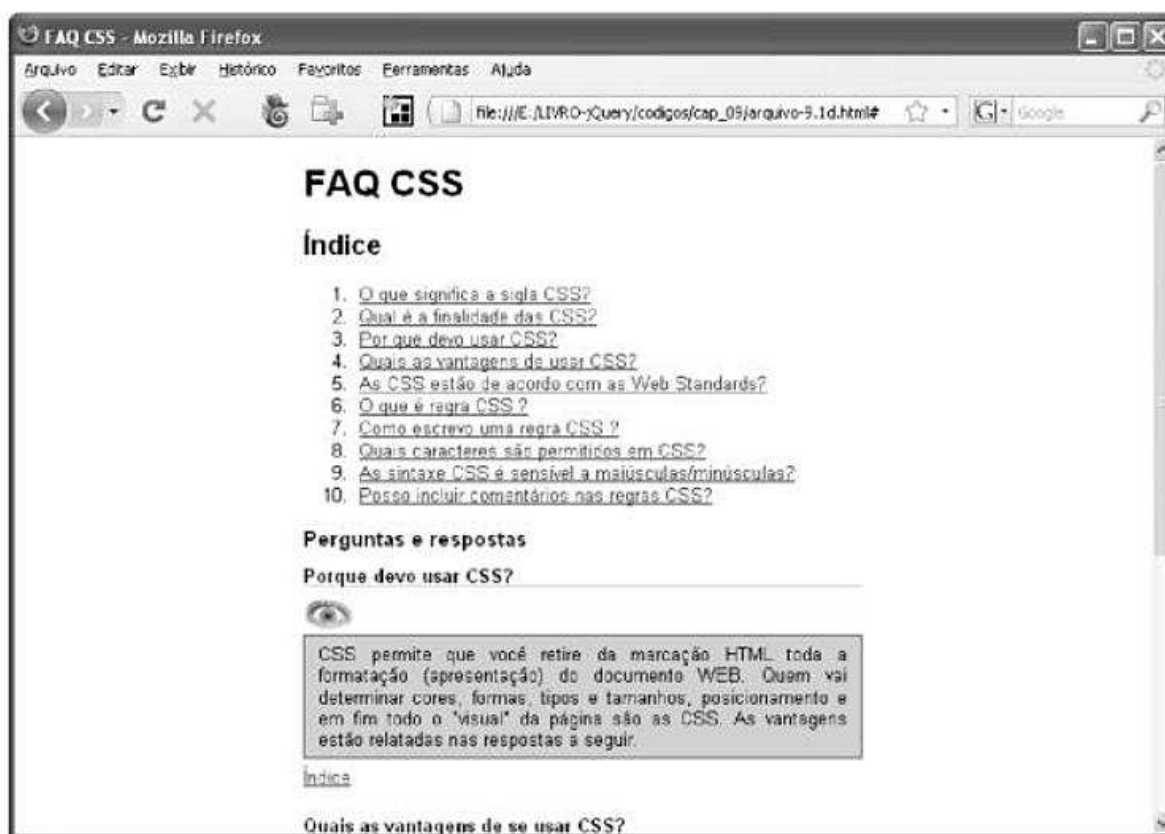 FAQ CSS - Mozilla Firefox
Arquivo Editar Exibir Histórico Favoritos Ferramentas Ajuda
file:///E:/LIVRO-jQuery/codigos/cap_09/arquivo-9.1d.html# G Google
FAQ CSS
Índice
1. O que significa a sigla CSS?
2. Qual é a finalidade das CSS?
3. Por que devo usar CSS?
4. Quais as vantagens de usar CSS?
5. As CSS estão de acordo com as Web Standards?
6. O que é regra CSS ?
7. Como escrevo uma regra CSS ?
8. Quais caracteres são permitidos em CSS?
9. As sintaxe CSS é sensível a maiúsculas/minúsculas?
10. Posso incluir comentários nas regras CSS?
Perguntas e respostas
Porque devo usar CSS?
CSS permite que você retire da marcação HTML toda a
formatação (apresentação) do documento WEB. Quem vai
determinar cores, formas, tipos e tamanhos, posicionamento e
em fim todo o "visual" da página são as CSS. As vantagens
estão relatadas nas respostas a seguir.
Índice
Quais as vantagens de se usar CSS?